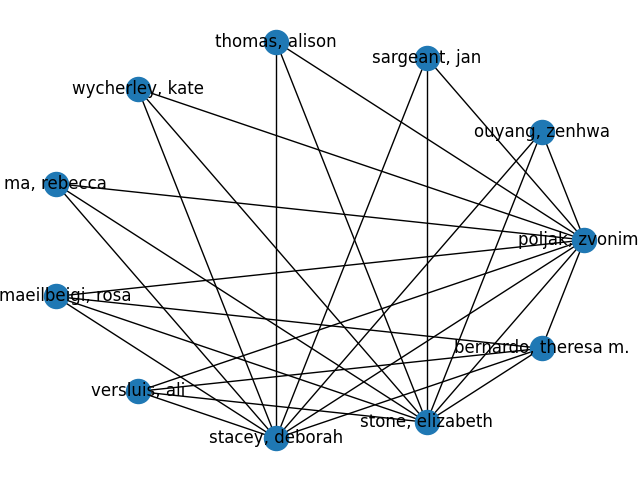 thomas, alison
sargeant, jan
wycherley, kate
ouyang, zenhwa
ma, rebecca
poljak, zvonim
maeilbeigi, rosa
bernardo, theresa m.
versluis, ali
stone, elizabeth
stacey, deborah